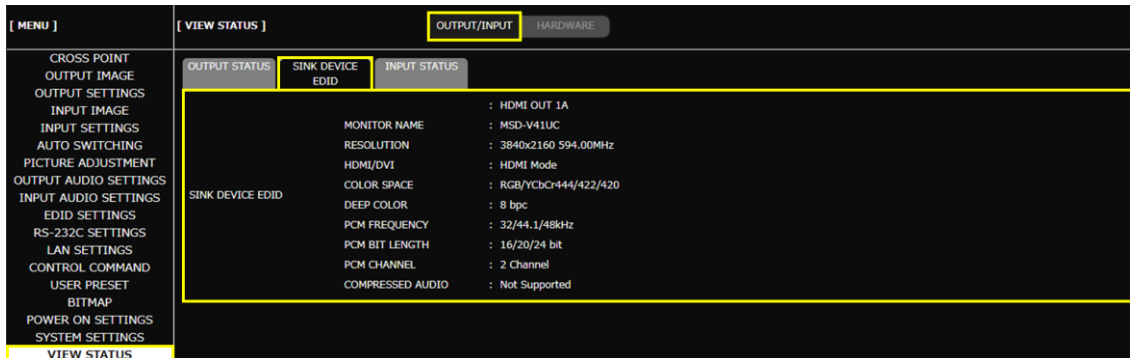 [ MENU ]
[ VIEW STATUS ]
OUTPUT/INPUT
HARDWARE
CROSS POINT
OUTPUT IMAGE
OUTPUT SETTINGS
INPUT IMAGE
INPUT SETTINGS
AUTO SWITCHING
PICTURE ADJUSTMENT
OUTPUT AUDIO SETTINGS
INPUT AUDIO SETTINGS
EDID SETTINGS
RS-232C SETTINGS
LAN SETTINGS
CONTROL COMMAND
USER PRESET
BITMAP
POWER ON SETTINGS
SYSTEM SETTINGS
VIEW STATUS
OUTPUT STATUS
SINK DEVICE
EDID
INPUT STATUS
SINK DEVICE EDID
: HDMI OUT 1A
MONITOR NAME : MSD-V41UC
RESOLUTION : 3840x2160 594.00MHz
HDMI/DVI : HDMI Mode
COLOR SPACE : RGB/YCbCr444/422/420
DEEP COLOR : 8 bpc
PCM FREQUENCY : 32/44.1/48kHz
PCM BIT LENGTH : 16/20/24 bit
PCM CHANNEL : 2 Channel
COMPRESSED AUDIO : Not Supported